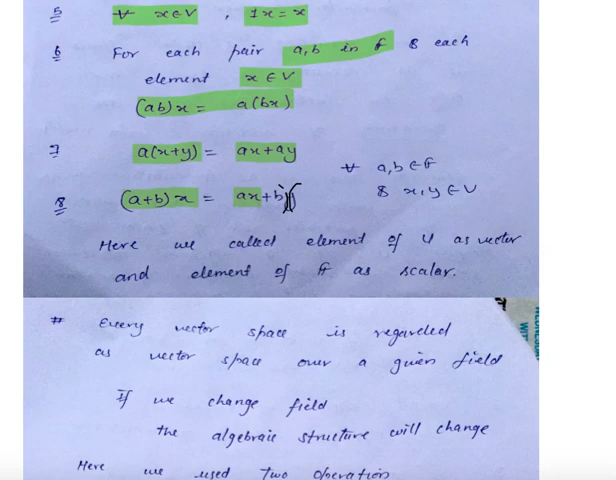 5 ∀ x∈V , 1x = x
6 For each pair a,b in F & each
element x ∈ V
(ab)x = a(bx)
7 a(x+y) = ax+ay
∀ a,b ∈ F
8 (a+b)x = ax+b
& x,y ∈ V
Here we called element of V as vector
and element of F as scalar.
# Every vector space is regarded
as vector space over a given field
if we change field
the algebraic structure will change
Here we used two operation